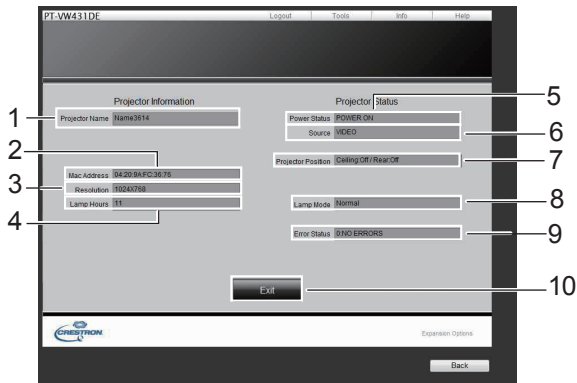 PT-VW431DE Logout Tools Info Help
Projector Information Projector Status
5
1 Projector Name Name3614 Power Status POWER ON
Source VIDEO 6
2
Projector Position Ceiling:Off / Rear:Off 7
Mac Address 04:20:9A:FC:36:76
3 Resolution 1024X768
Lamp Hours 11 Lamp Mode Normal 8
4
Error Status 0:NO ERRORS 9
Exit 10
CRESTRON Expansion Options
Back